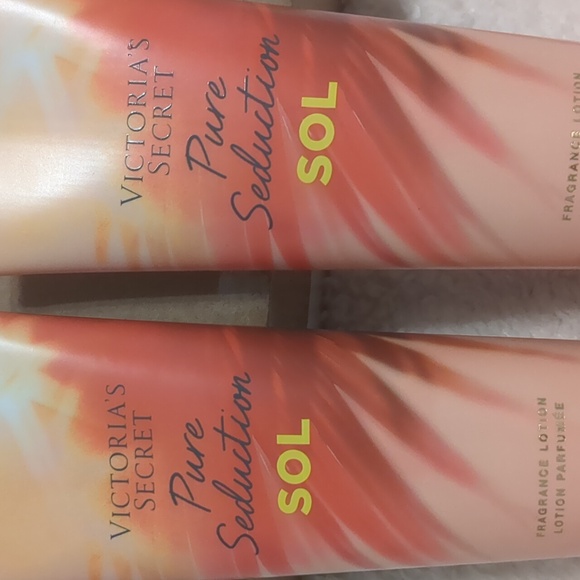 VICTORIA'S
SECRET
Pure
Seduction
SOL
FRAGRANCE LOTION
VICTORIA'S
SECRET
Pure
Seduction
SOL
FRAGRANCE LOTION
LOTION PARFUMÉE